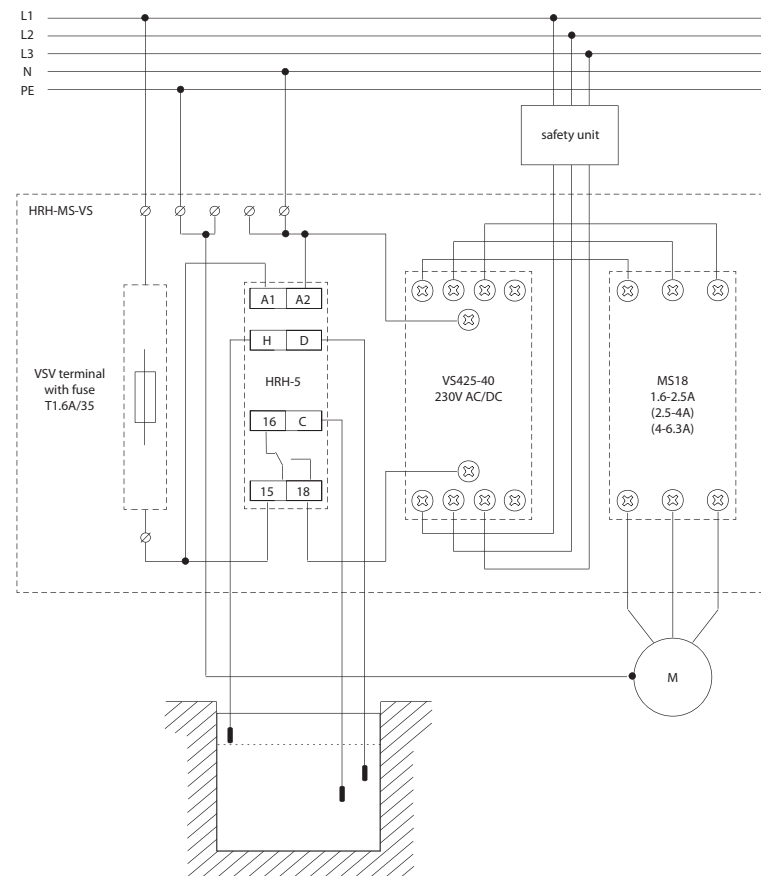 L1
L2
L3
N
PE
safety unit
HRH-MS-VS
A1 A2
H D
VSV terminal
with fuse
T1.6A/35
HRH-5
VS425-40
230V AC/DC
MS18
1.6-2.5A
(2.5-4A)
(4-6.3A)
16 C
15 18
M